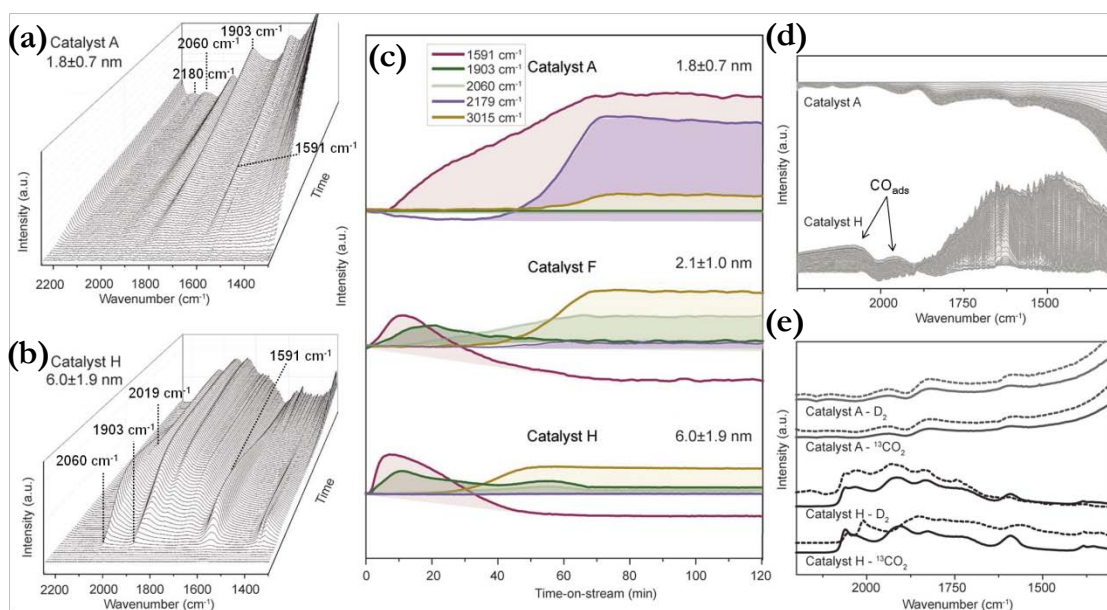 (a)
Catalyst A
1.8±0.7 nm
1903 cm⁻¹
2060 cm⁻¹
2180 cm⁻¹
1591 cm⁻¹
Intensity (a.u.)
Time
2200 2000 1800 1600 1400
Wavenumber (cm⁻¹)
(b)
Catalyst H
6.0±1.9 nm
1591 cm⁻¹
2019 cm⁻¹
1903 cm⁻¹
2060 cm⁻¹
Intensity (a.u.)
Time
2200 2000 1800 1600 1400
Wavenumber (cm⁻¹)
(c)
1591 cm⁻¹
1903 cm⁻¹
2060 cm⁻¹
2179 cm⁻¹
3015 cm⁻¹
Catalyst A 1.8±0.7 nm
Catalyst F 2.1±1.0 nm
Catalyst H 6.0±1.9 nm
Intensity (a.u.)
0 20 40 60 80 100 120
Time-on-stream (min)
(d)
Catalyst A
COads
Catalyst H
Intensity (a.u.)
2000 1750 1500
Wavenumber (cm⁻¹)
(e)
Catalyst A - D₂
Catalyst A - ¹³CO₂
Catalyst H - D₂
Catalyst H - ¹³CO₂
Intensity (a.u.)
2000 1750 1500
Wavenumber (cm⁻¹)